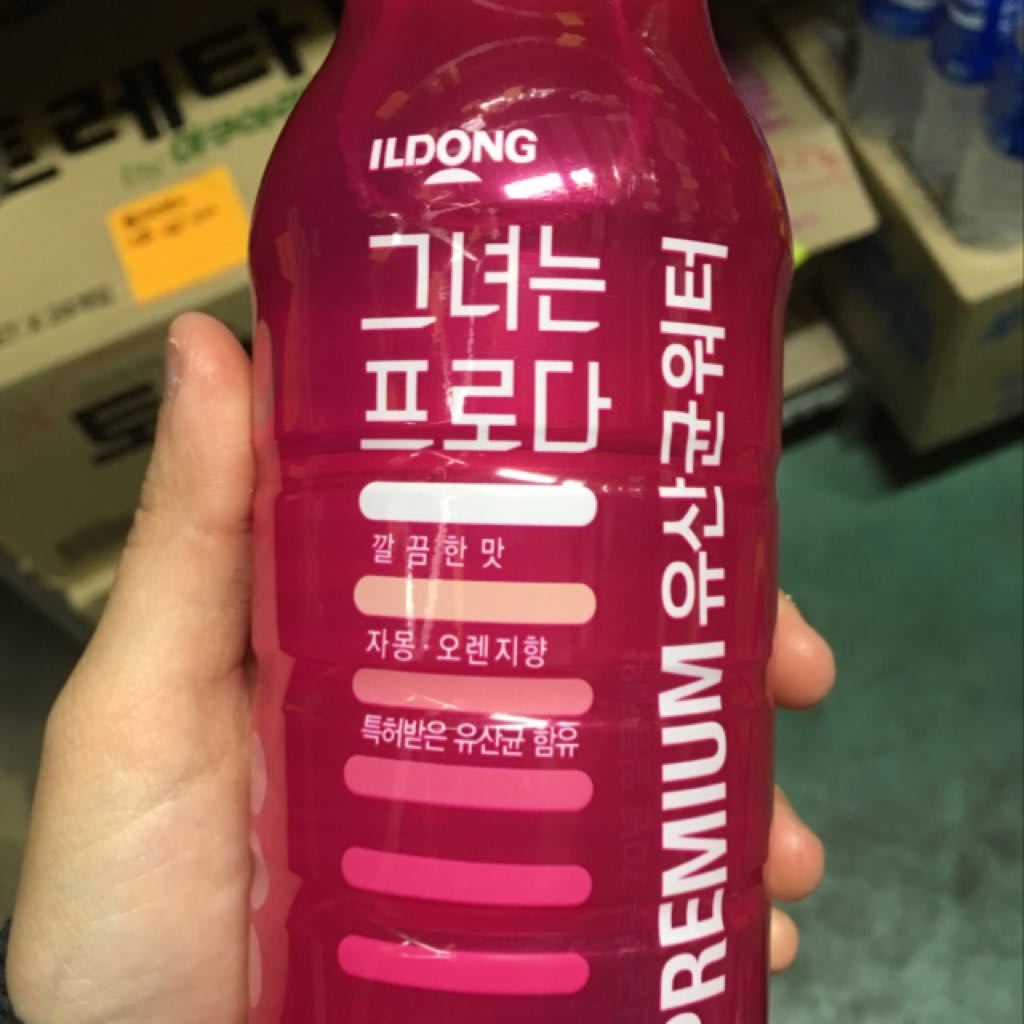 ILDONG
그녀는
프로다
깔끔한 맛
자몽·오렌지향
특허받은 유산균 함유
PREMIUM 유산균워터